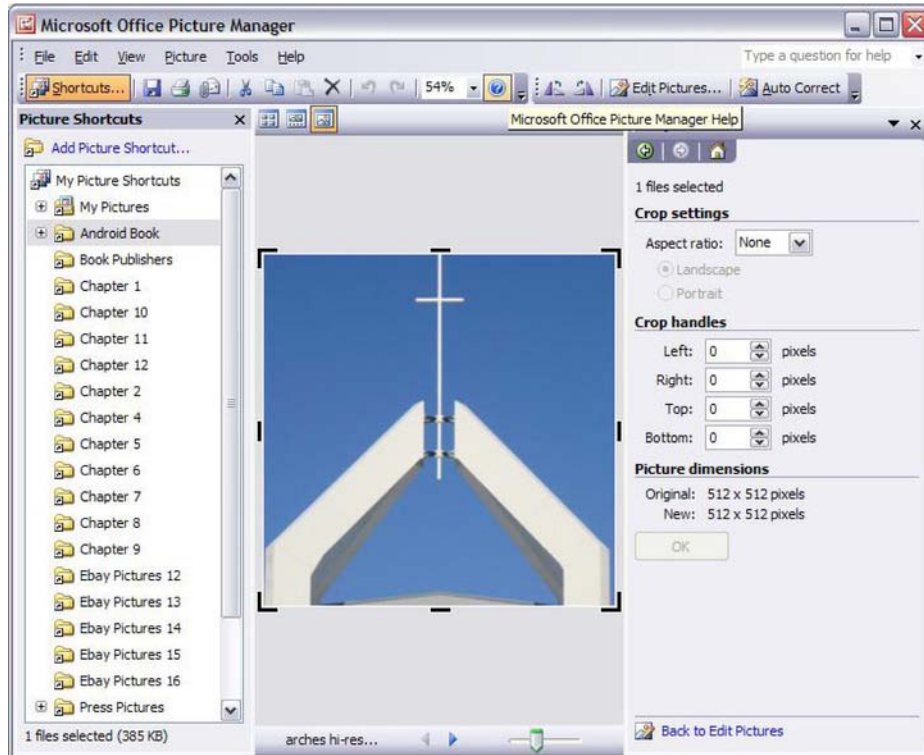 Microsoft Office Picture Manager
File Edit View Picture Tools Help
Type a question for help
Shortcuts... 54% Edit Pictures... Auto Correct
Picture Shortcuts
Microsoft Office Picture Manager Help
Add Picture Shortcut...
My Picture Shortcuts
My Pictures
Android Book
Book Publishers
Chapter 1
Chapter 10
Chapter 11
Chapter 12
Chapter 2
Chapter 4
Chapter 5
Chapter 6
Chapter 7
Chapter 8
Chapter 9
Ebay Pictures 12
Ebay Pictures 13
Ebay Pictures 14
Ebay Pictures 15
Ebay Pictures 16
Press Pictures
1 files selected (385 KB)
arches hi-res...
1 files selected
Crop settings
Aspect ratio: None
Landscape
Portrait
Crop handles
Left: 0 pixels
Right: 0 pixels
Top: 0 pixels
Bottom: 0 pixels
Picture dimensions
Original: 512 x 512 pixels
New: 512 x 512 pixels
OK
Back to Edit Pictures